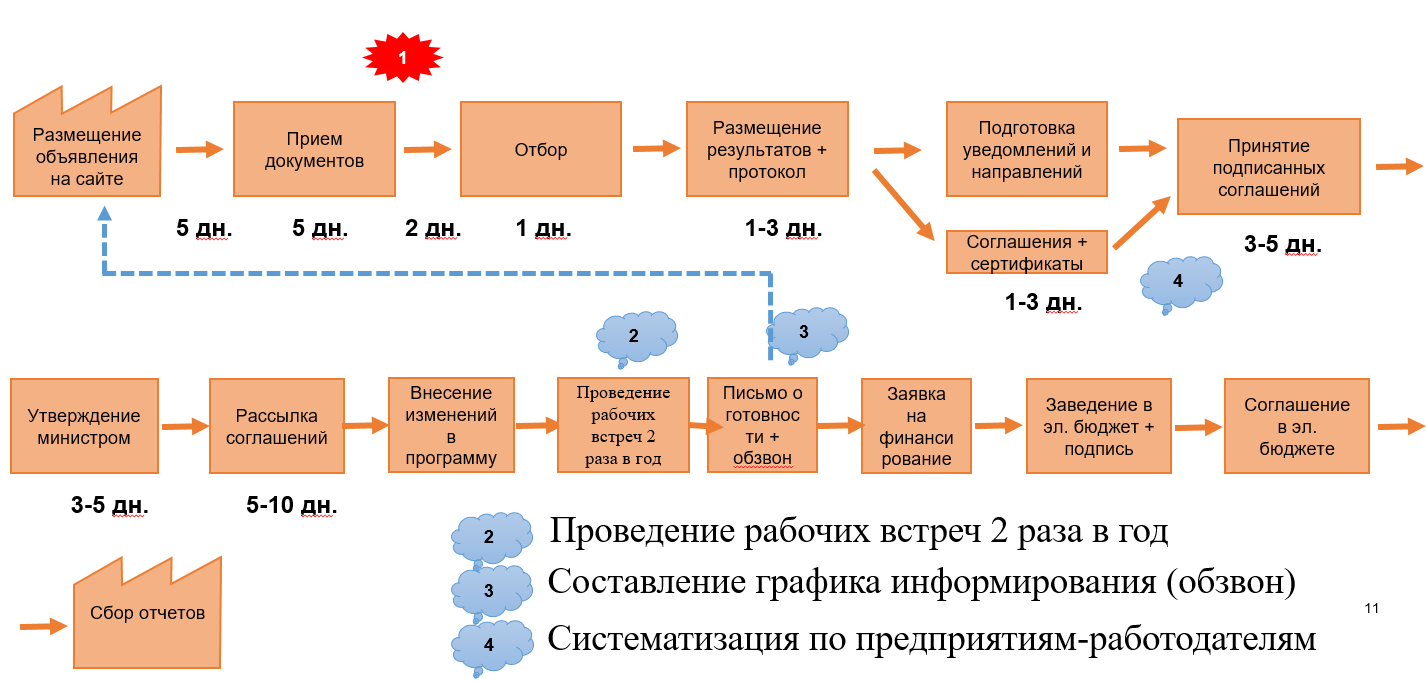 1
Размещение
объявления
на сайте
Прием
документов
Отбор
Размещение
результатов +
протокол
Подготовка
уведомлений и
направлений
Принятие
подписанных
соглашений
5 дн.
5 дн.
2 дн.
1 дн.
1-3 дн.
Соглашения +
сертификаты
3-5 дн.
1-3 дн.
4
2
3
Утверждение
министром
Рассылка
соглашений
Внесение
изменений
в
программу
Проведение
рабочих
встреч 2
раза в год
Письмо о
готовнос
ти +
обзвон
Заявка
на
финанси
рование
Заведение в
эл. бюджет +
подпись
Соглашение
в эл.
бюджете
3-5 дн.
5-10 дн.
2 Проведение рабочих встреч 2 раза в год
3 Составление графика информирования (обзвон)
4 Систематизация по предприятиям-работодателям
Сбор отчетов
11